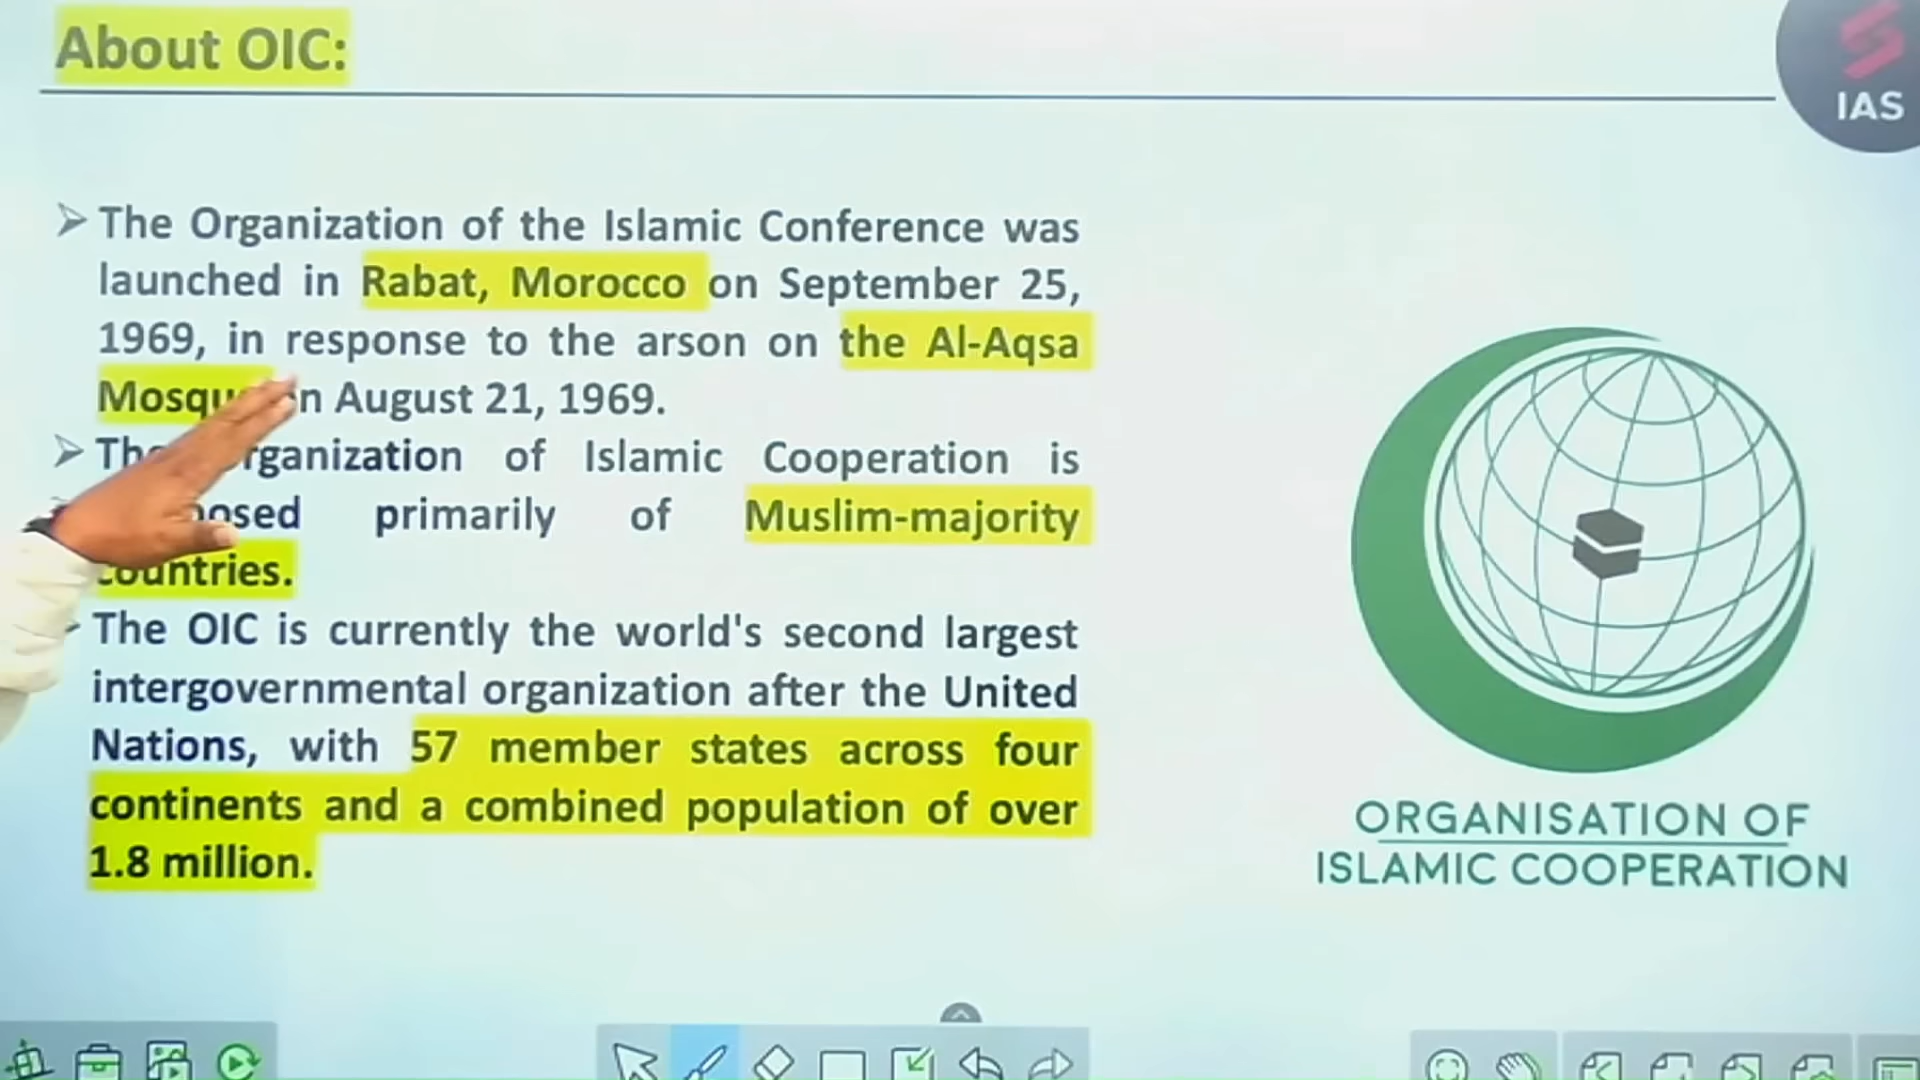 About OIC:
IAS
The Organization of the Islamic Conference was
launched in Rabat, Morocco on September 25,
1969, in response to the arson on the Al-Aqsa
August 21, 1969.
of Islamic Cooperation is
primarily of Muslim-majority
countries.
The OIC is currently the world's second largest
intergovernmental organization after the United
Nations, with 57 member states across four
continents and a combined population of over
1.8 million.
ORGANISATION OF
ISLAMIC COOPERATION